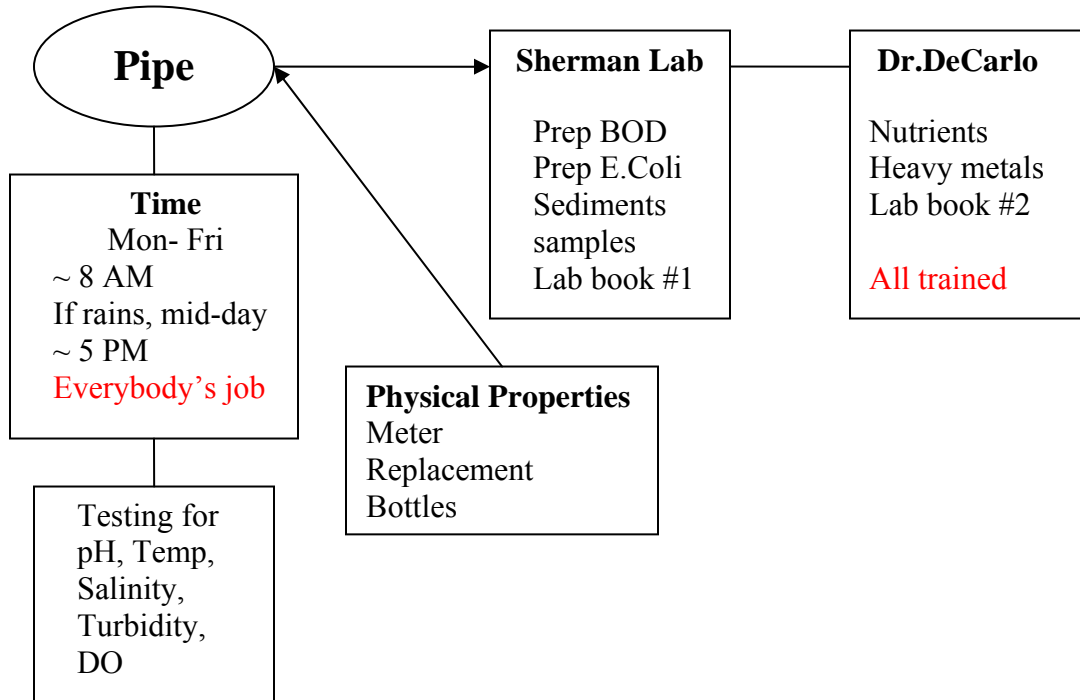 Pipe
Time
Mon- Fri
~ 8 AM
If rains, mid-day
~ 5 PM
Everybody's job
Testing for
pH, Temp,
Salinity,
Turbidity,
DO
Physical Properties
Meter
Replacement
Bottles
Sherman Lab
Prep BOD
Prep E.Coli
Sediments
samples
Lab book #1
Dr.DeCarlo
Nutrients
Heavy metals
Lab book #2
All trained